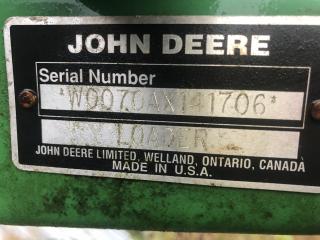 JOHN DEERE
Serial Number
*W0070AX141706*
LOADER
JOHN DEERE LIMITED, WELLAND, ONTARIO, CANADA
MADE IN U.S.A.